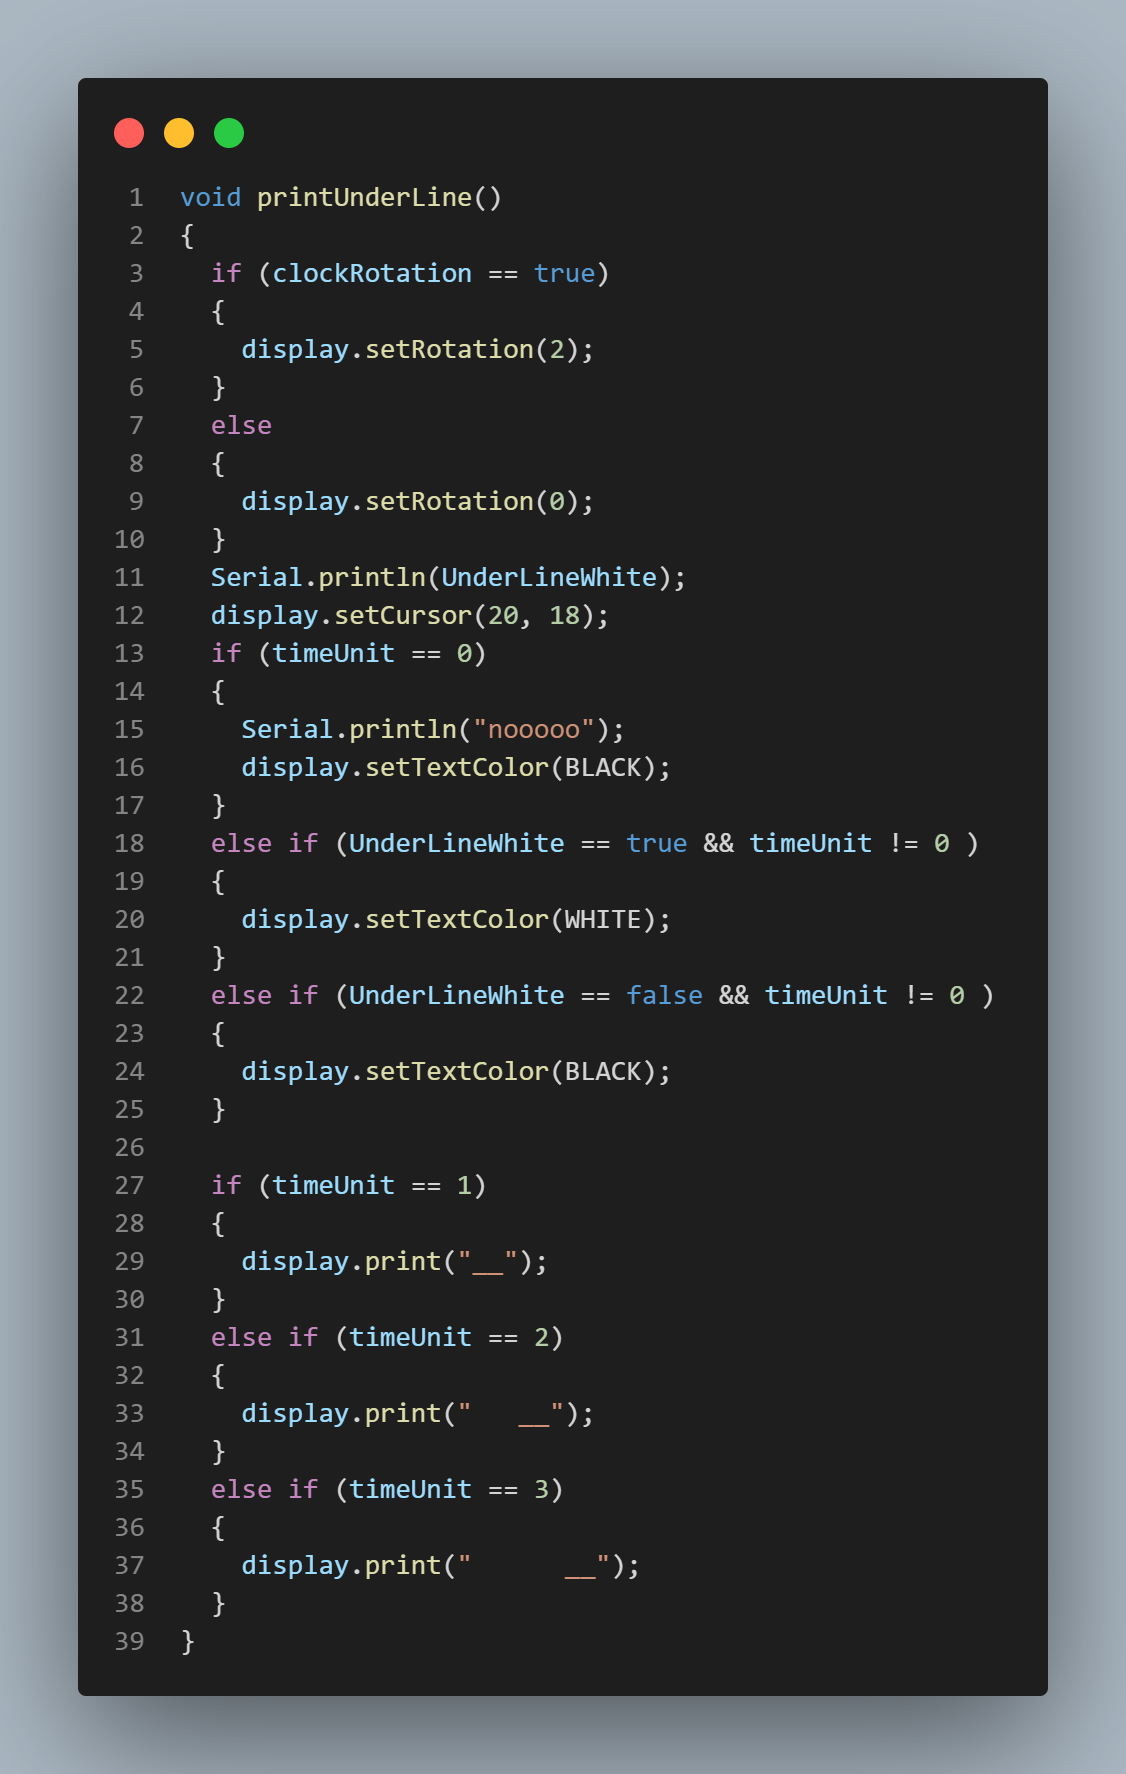 1 void printUnderLine()
2 {
3   if (clockRotation == true)
4   {
5     display.setRotation(2);
6   }
7   else
8   {
9     display.setRotation(0);
10   }
11   Serial.println(UnderLineWhite);
12   display.setCursor(20, 18);
13   if (timeUnit == 0)
14   {
15     Serial.println("nooooo");
16     display.setTextColor(BLACK);
17   }
18   else if (UnderLineWhite == true && timeUnit != 0 )
19   {
20     display.setTextColor(WHITE);
21   }
22   else if (UnderLineWhite == false && timeUnit != 0 )
23   {
24     display.setTextColor(BLACK);
25   }
26
27   if (timeUnit == 1)
28   {
29     display.print("__");
30   }
31   else if (timeUnit == 2)
32   {
33     display.print("   __");
34   }
35   else if (timeUnit == 3)
36   {
37     display.print("      __");
38   }
39 }